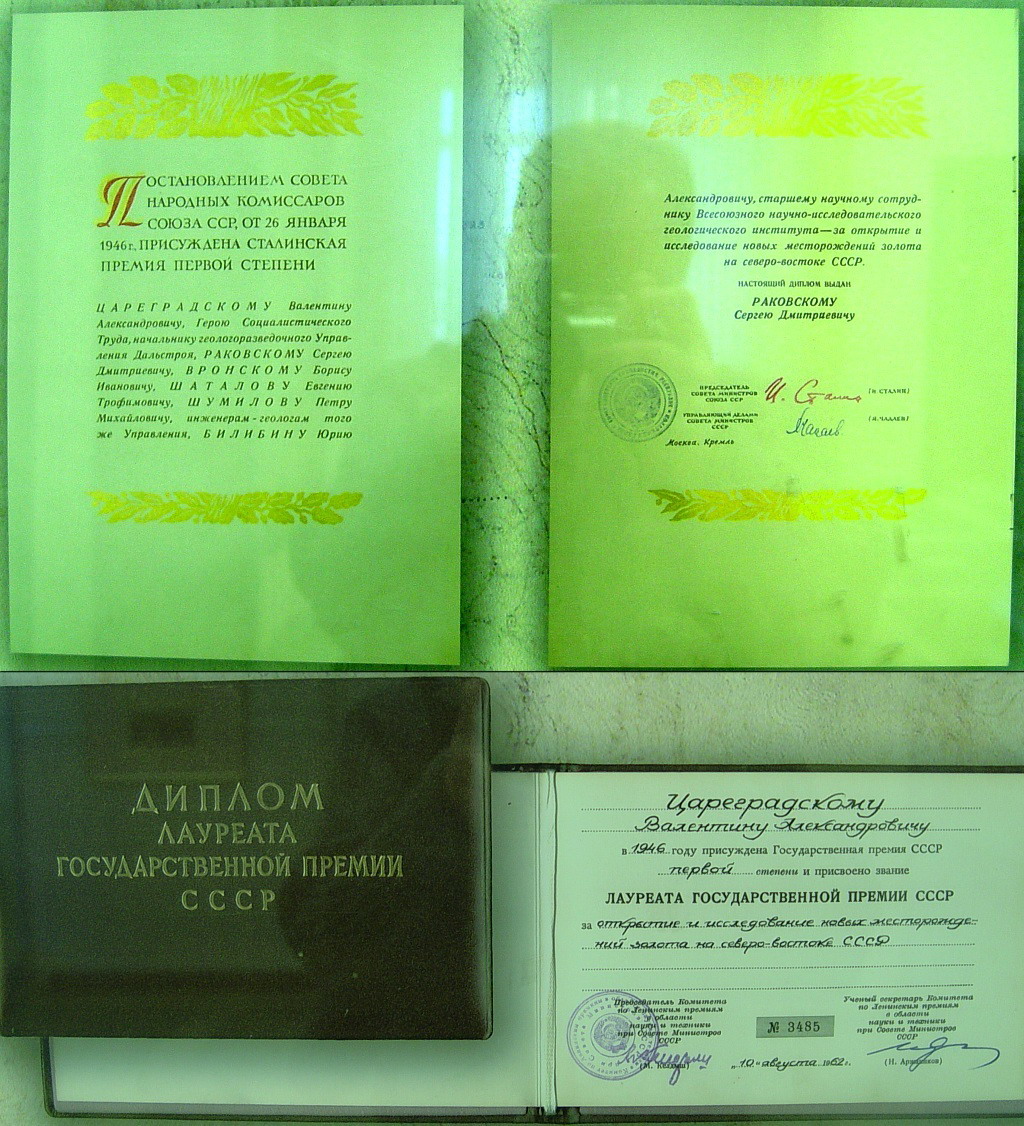 ПОСТАНОВЛЕНИЕМ СОВЕТА
НАРОДНЫХ КОМИССАРОВ
СОЮЗА ССР, ОТ 26 ЯНВАРЯ
1946 г., ПРИСУЖДЕНА СТАЛИНСКАЯ
ПРЕМИЯ ПЕРВОЙ СТЕПЕНИ
ЦАРЕГРАДСКОМУ Валентину
Александровичу, Герою Социалистического
Труда, начальнику геологоразведочного Управ-
ления Дальстроя, РАКОВСКОМУ Сергею
Дмитриевичу, ВРОНСКОМУ Борису
Ивановичу, ШАТАЛОВУ Евгению
Трофимовичу, ШУМИЛОВУ Петру
Михайловичу, инженерам-геологам того
же Управления, БИЛИБИНУ Юрию
Александровичу, старшему научному сотруд-
нику Всесоюзного научно-исследовательского
геологического института—за открытие и
исследование новых месторождений золота
на северо-востоке СССР.
НАСТОЯЩИЙ ДИПЛОМ ВЫДАН
РАКОВСКОМУ
Сергею Дмитриевичу
ПРЕДСЕДАТЕЛЬ
СОВЕТА МИНИСТРОВ
СОЮЗА ССР
И. Сталин
(И. СТАЛИН)
УПРАВЛЯЮЩИЙ ДЕЛАМИ
СОВЕТА МИНИСТРОВ
СССР
Москва. Кремль
ДИПЛОМ
ЛАУРЕАТА
ГОСУДАРСТВЕННОЙ ПРЕМИИ
СССР
Цареградскому
Валентину Александровичу
в 1946 году присуждена Государственная премия СССР
первой степени и присвоено звание
ЛАУРЕАТА ГОСУДАРСТВЕННОЙ ПРЕМИИ СССР
за открытие и исследование новых месторожде-
ний золота на северо-востоке СССР
Председатель Комитета
по Ленинским премиям
в области
науки и техники
при Совете Министров
СССР
№ 3485
Ученый секретарь Комитета
по Ленинским премиям
в области
науки и техники
при Совете Министров
СССР
„10" августа 1962 г.